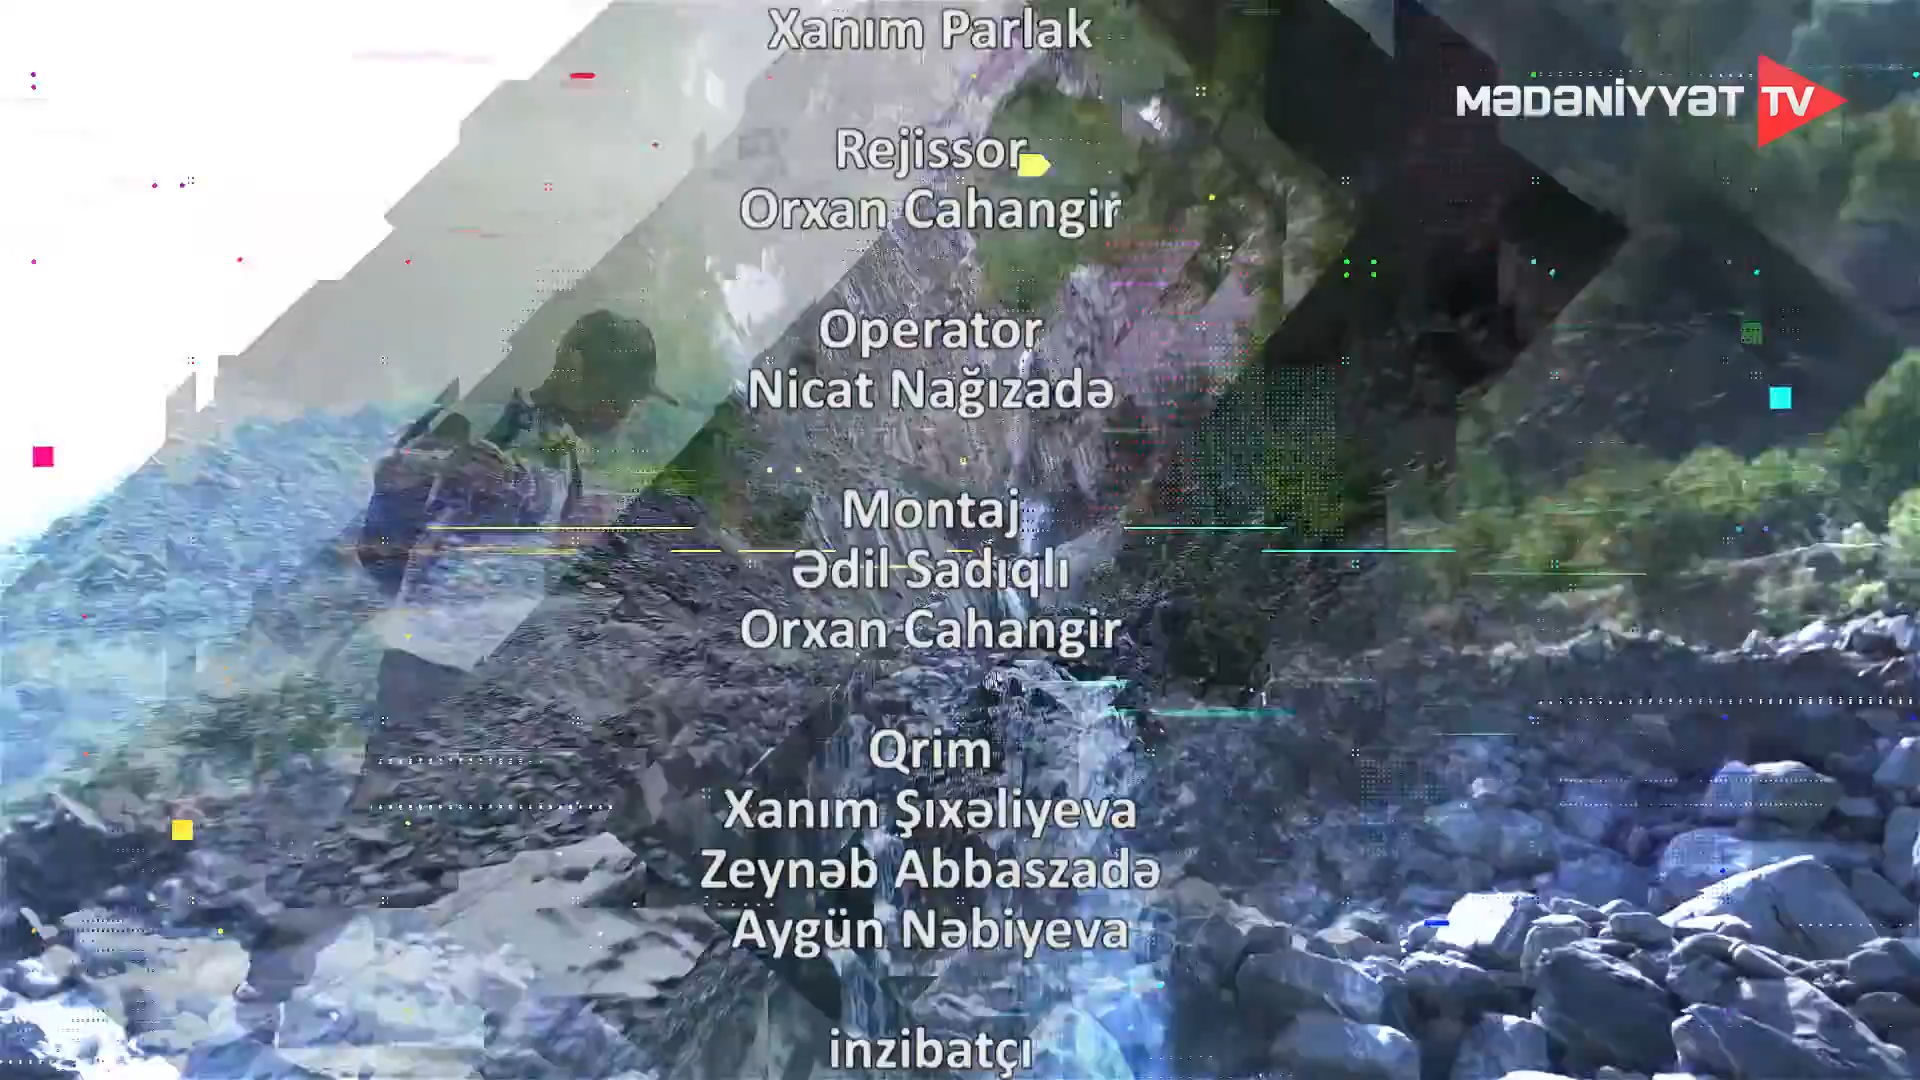 Xanım Parlak
MƏDƏNİYYƏT TV
Rejissor
Orxan Cahangir
Operator
Nicat Nağızadə
Montaj
Ədil Sadıqlı
Orxan Cahangir
Qrim
Xanım Şıxəliyeva
Zeynəb Abbaszadə
Aygün Nəbiyeva
inzibatçı